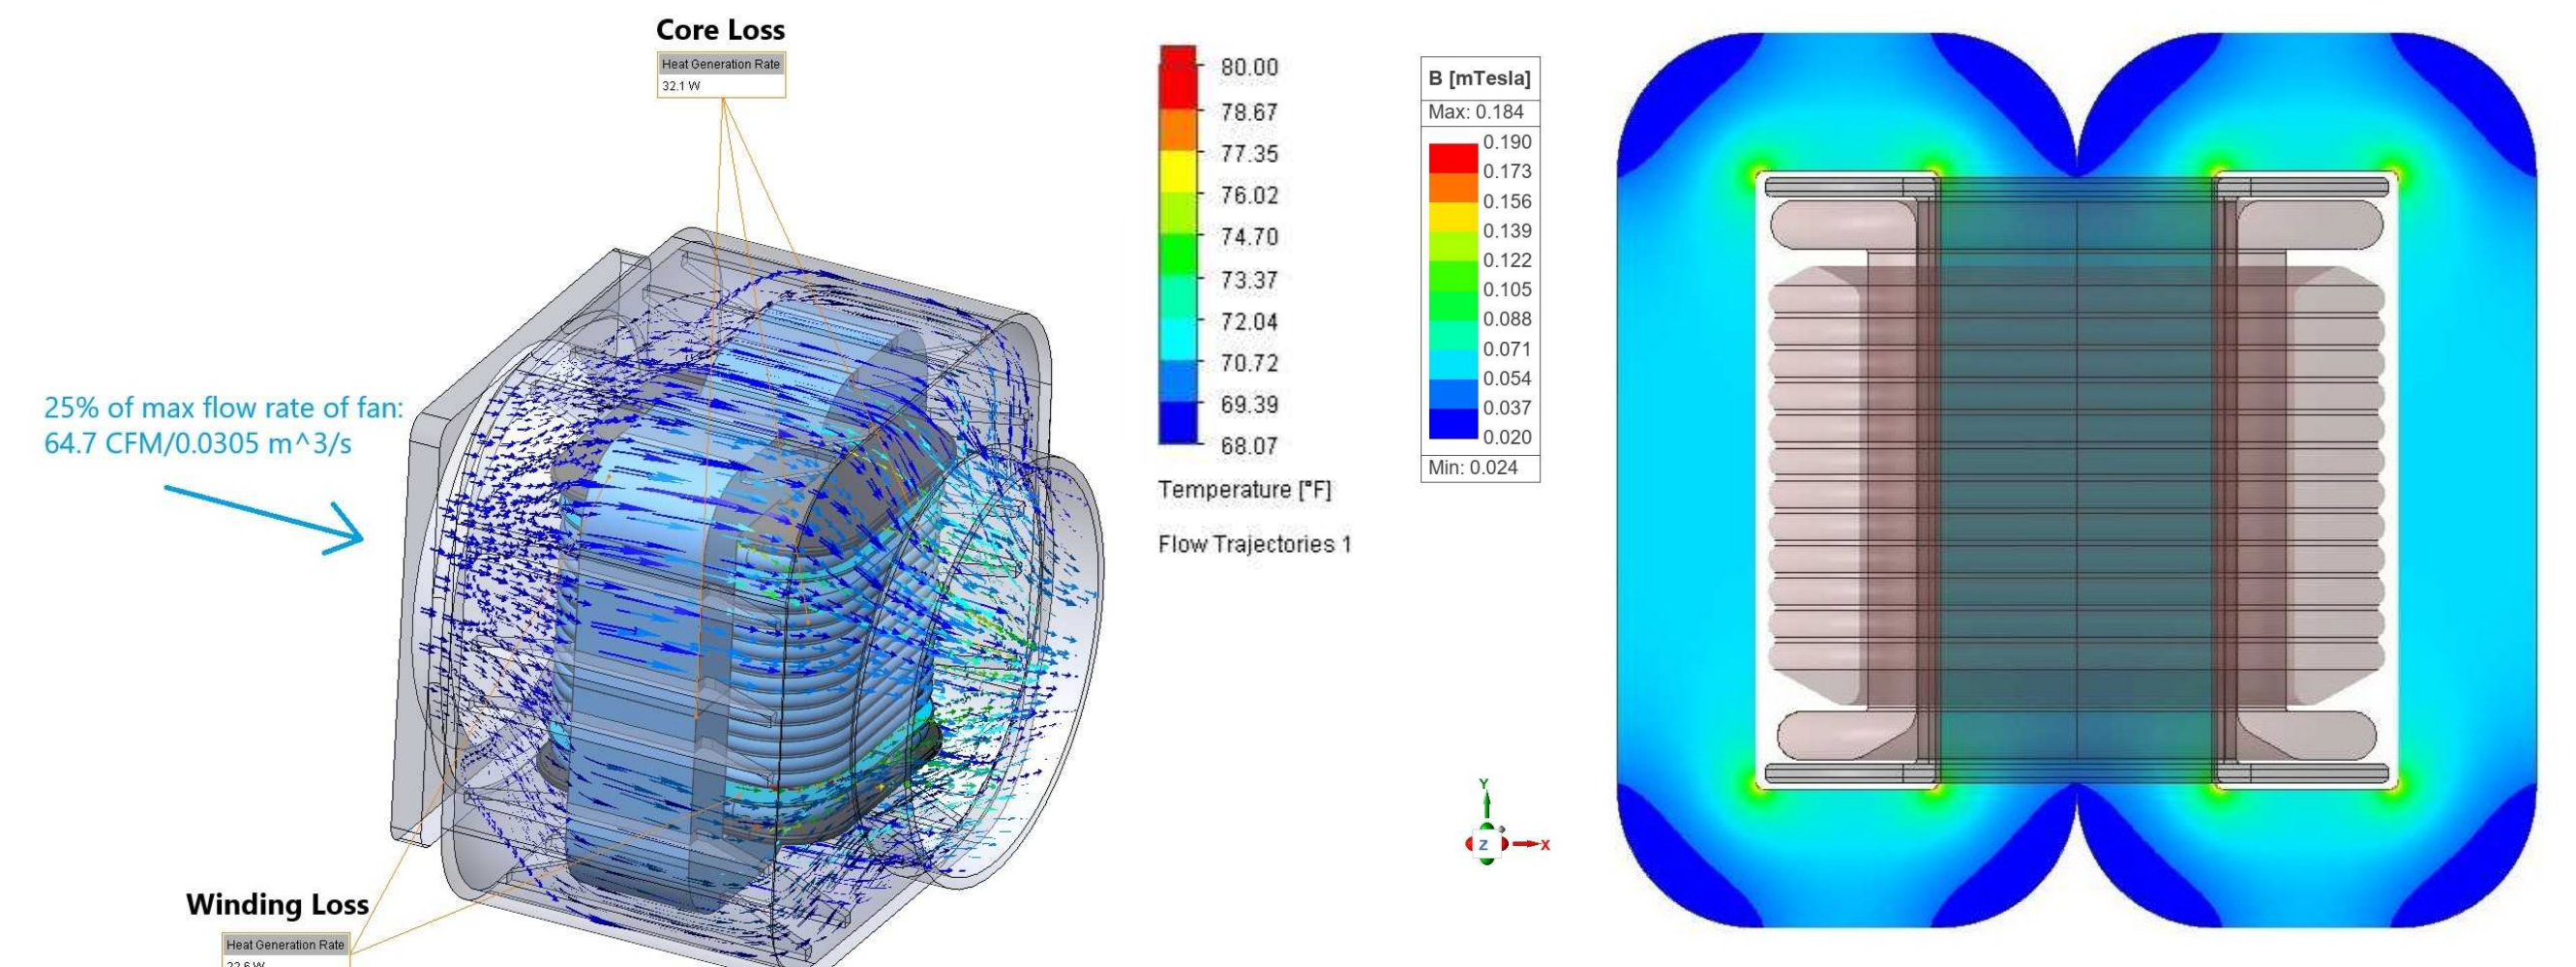 Core Loss
Heat Generation Rate
32.1 W
25% of max flow rate of fan:
64.7 CFM/0.0305 m^3/s
Winding Loss
Heat Generation Rate
22.6 W
80.00
78.67
77.35
76.02
74.70
73.37
72.04
70.72
69.39
68.07
Temperature [°F]
Flow Trajectories 1
B [mTesla]
Max: 0.184
0.190
0.173
0.156
0.139
0.122
0.105
0.088
0.071
0.054
0.037
0.020
Min: 0.024
Y
Z
X